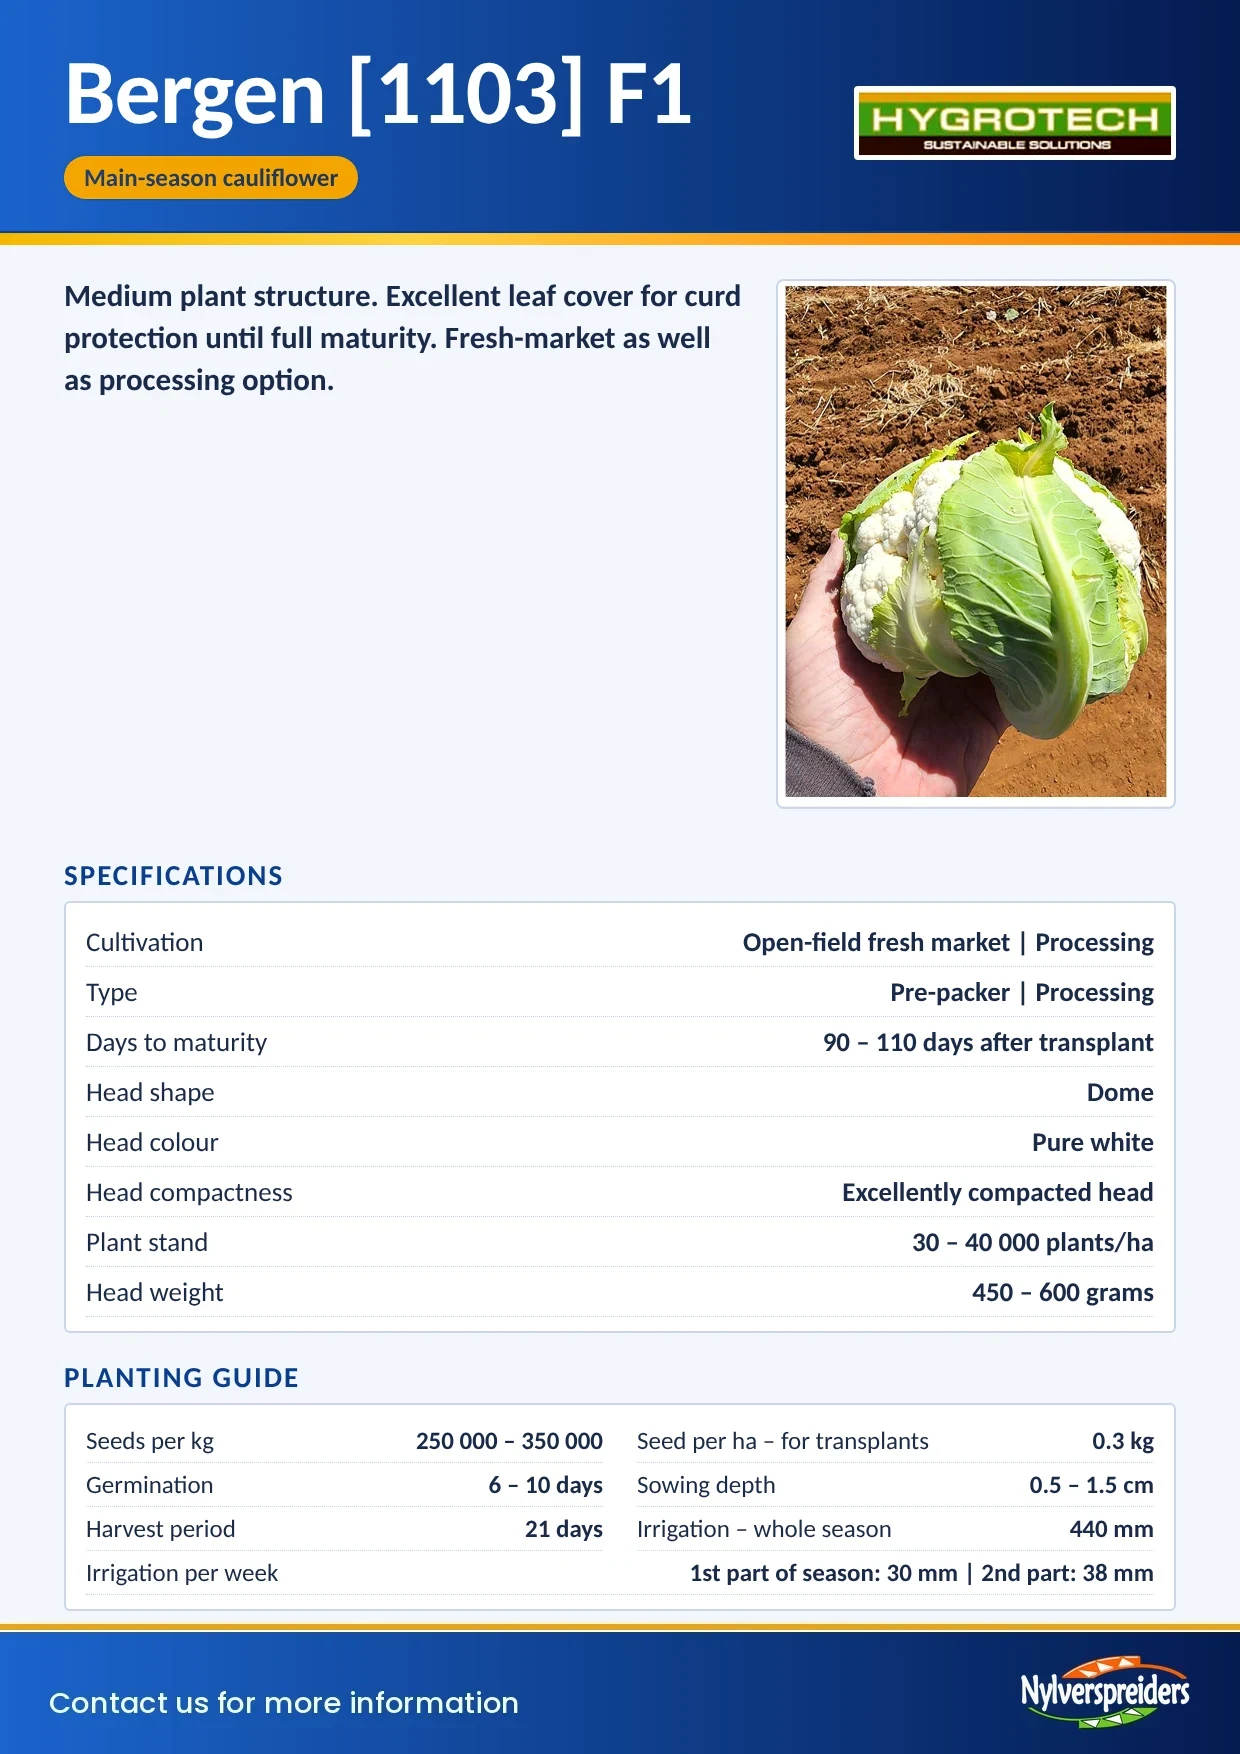 Bergen [1103] F1
HYGROTECH
SUSTAINABLE SOLUTIONS
Main-season cauliflower
Medium plant structure. Excellent leaf cover for curd
protection until full maturity. Fresh-market as well
as processing option.
SPECIFICATIONS
Cultivation Open-field fresh market | Processing
Type Pre-packer | Processing
Days to maturity 90 – 110 days after transplant
Head shape Dome
Head colour Pure white
Head compactness Excellently compacted head
Plant stand 30 – 40 000 plants/ha
Head weight 450 – 600 grams
PLANTING GUIDE
Seeds per kg 250 000 – 350 000 Seed per ha – for transplants 0.3 kg
Germination 6 – 10 days Sowing depth 0.5 – 1.5 cm
Harvest period 21 days Irrigation – whole season 440 mm
Irrigation per week 1st part of season: 30 mm | 2nd part: 38 mm
Contact us for more information
Nylverspreiders